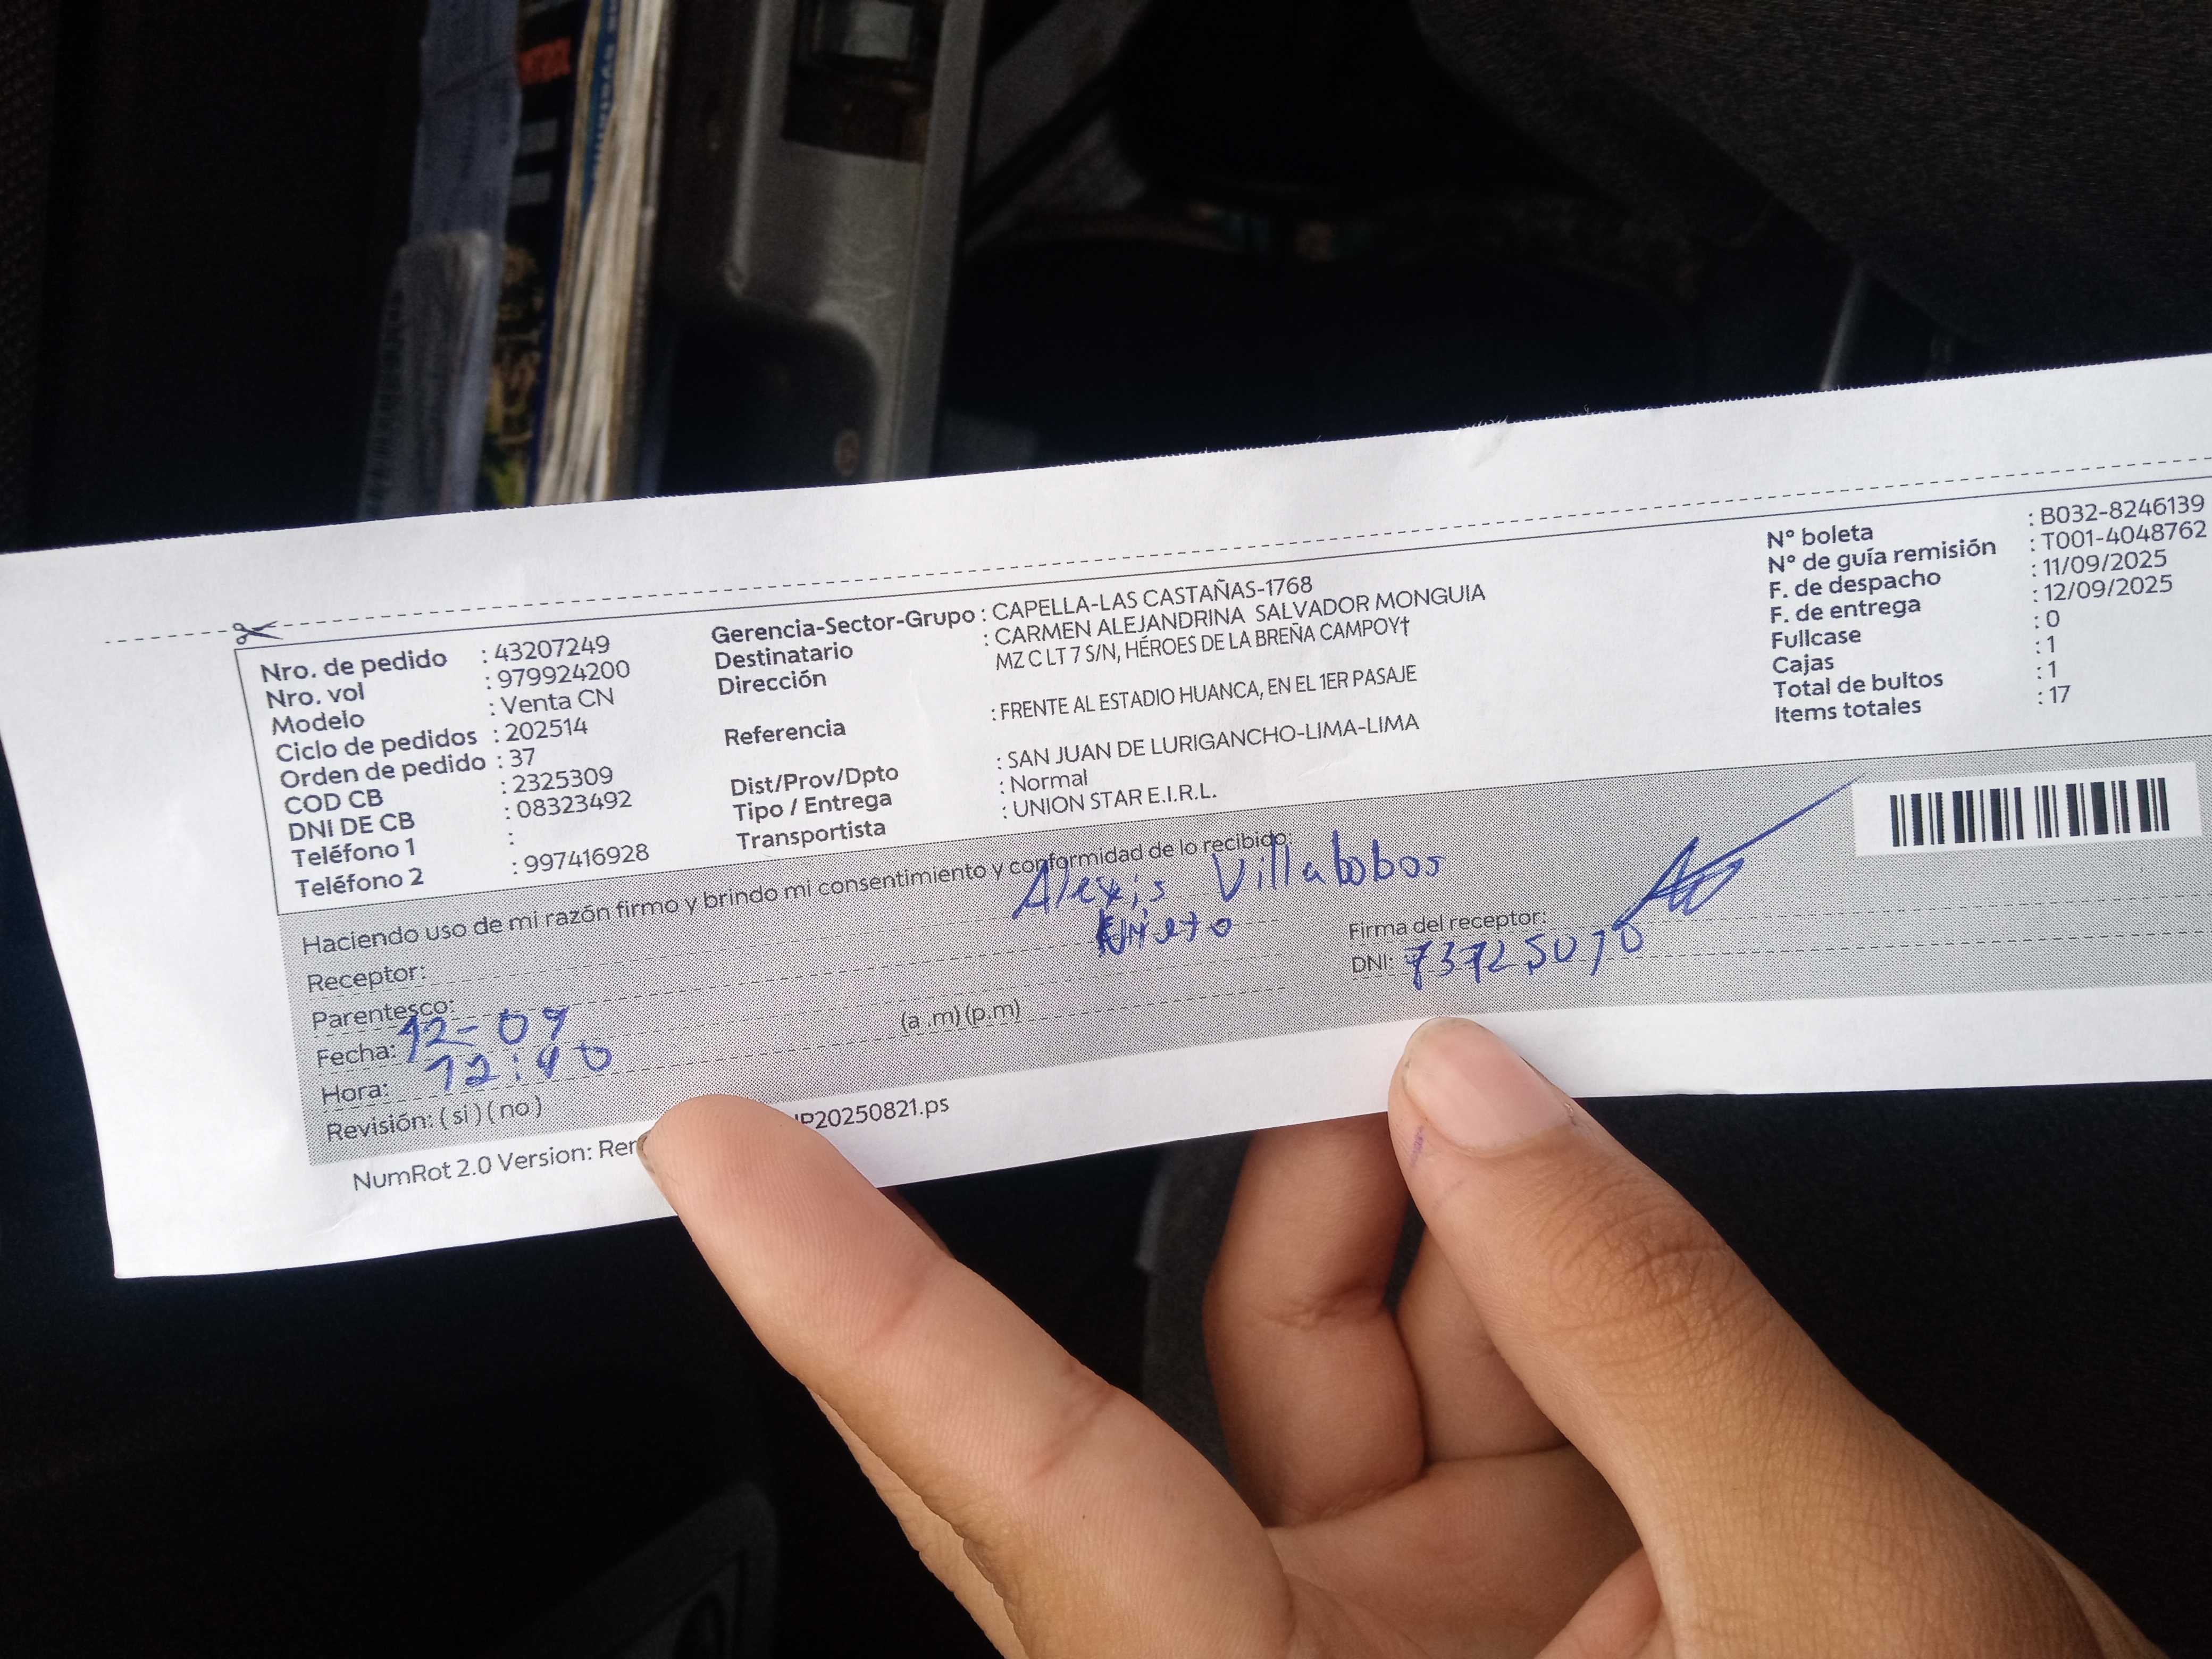 Nro. de pedido : 43207249
Nro. vol : 979924200
Modelo : Venta CN
Ciclo de pedidos : 202514
Orden de pedido : 37
COD CB : 2325309
DNI DE CB : 08323492
Teléfono 1 :
Teléfono 2 : 997416928
Gerencia-Sector-Grupo : CAPELLA-LAS CASTAÑAS-1768
Destinatario : CARMEN ALEJANDRINA SALVADOR MONGUIA
Dirección MZ C LT 7 S/N, HÉROES DE LA BREÑA CAMPOY†
Referencia : FRENTE AL ESTADIO HUANCA, EN EL 1ER PASAJE
Dist/Prov/Dpto : SAN JUAN DE LURIGANCHO-LIMA-LIMA
Tipo / Entrega : Normal
Transportista : UNION STAR E.I.R.L.
N° boleta : B032-8246139
N° de guía remisión : T001-4048762
F. de despacho : 11/09/2025
F. de entrega : 12/09/2025
Fullcase : 0
Cajas : 1
Total de bultos : 1
Items totales : 17
Haciendo uso de mi razón firmo y brindo mi consentimiento y conformidad de lo recibido:
Receptor: Alexis Villalobos
Nieto
Parentesco:
Fecha: 12-09
Hora: 12:40 (a .m) (p.m)
Revisión: ( si ) ( no )
Firma del receptor:
DNI: 73725070
NumRot 2.0 Version: Rer
P20250821.ps